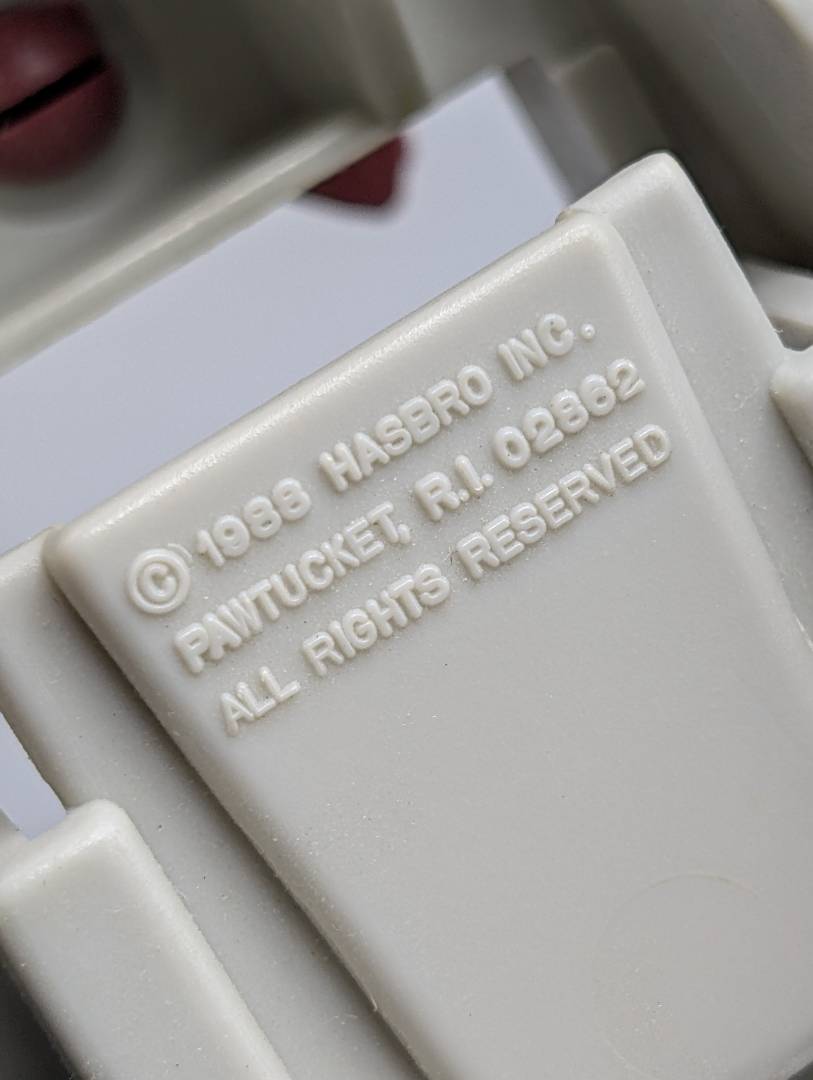 © 1988 HASBRO INC.
PAWTUCKET, R.I. 02862
ALL RIGHTS RESERVED